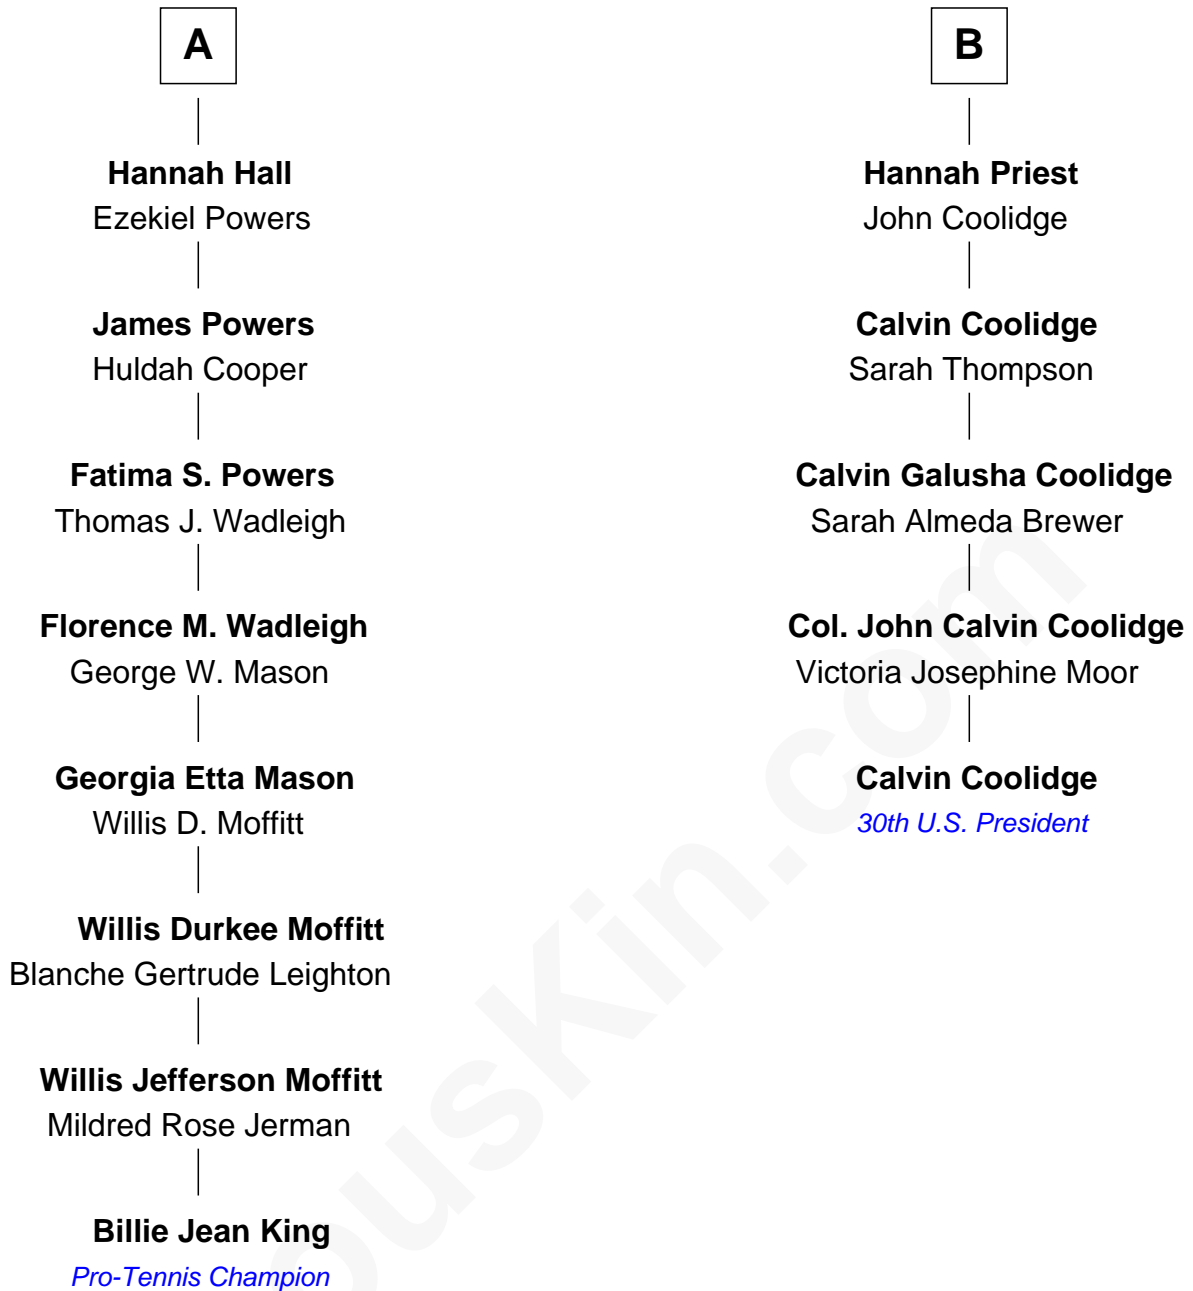 A
Hannah Hall
Ezekiel Powers
James Powers
Huldah Cooper
Fatima S. Powers
Thomas J. Wadleigh
Florence M. Wadleigh
George W. Mason
Georgia Etta Mason
Willis D. Moffitt
Willis Durkee Moffitt
Blanche Gertrude Leighton
Willis Jefferson Moffitt
Mildred Rose Jerman
Billie Jean King
Pro-Tennis Champion
B
Hannah Priest
John Coolidge
Calvin Coolidge
Sarah Thompson
Calvin Galusha Coolidge
Sarah Almeda Brewer
Col. John Calvin Coolidge
Victoria Josephine Moor
Calvin Coolidge
30th U.S. President
ousKin.com